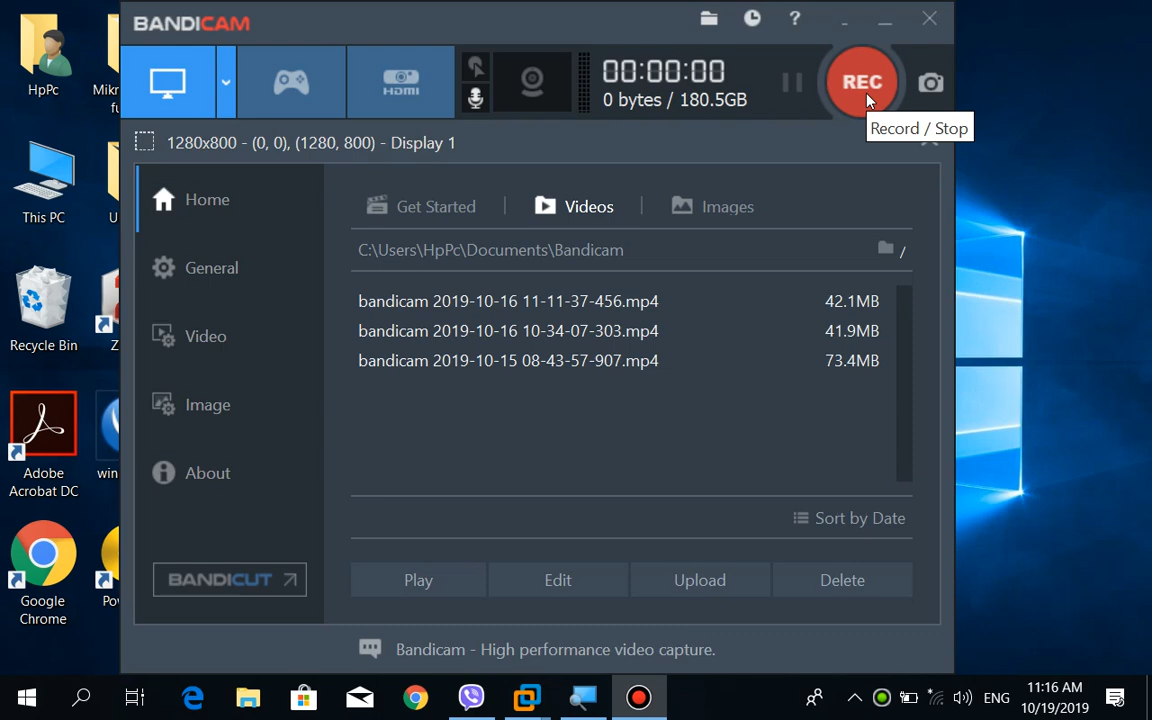 BANDICAM
?
HDMI
00:00:00
0 bytes / 180.5GB
REC
Record / Stop
1280x800 - (0, 0), (1280, 800) - Display 1
Home
General
Video
Image
About
BANDICUT
Get Started
Videos
Images
C:\Users\HpPc\Documents\Bandicam
/
bandicam 2019-10-16 11-11-37-456.mp4 42.1MB
bandicam 2019-10-16 10-34-07-303.mp4 41.9MB
bandicam 2019-10-15 08-43-57-907.mp4 73.4MB
Sort by Date
Play Edit Upload Delete
Bandicam - High performance video capture.
HpPc
This PC
Recycle Bin
Adobe
Acrobat DC
Google
Chrome
Mikr
fu
U
Z
win
Po
ENG
11:16 AM
10/19/2019